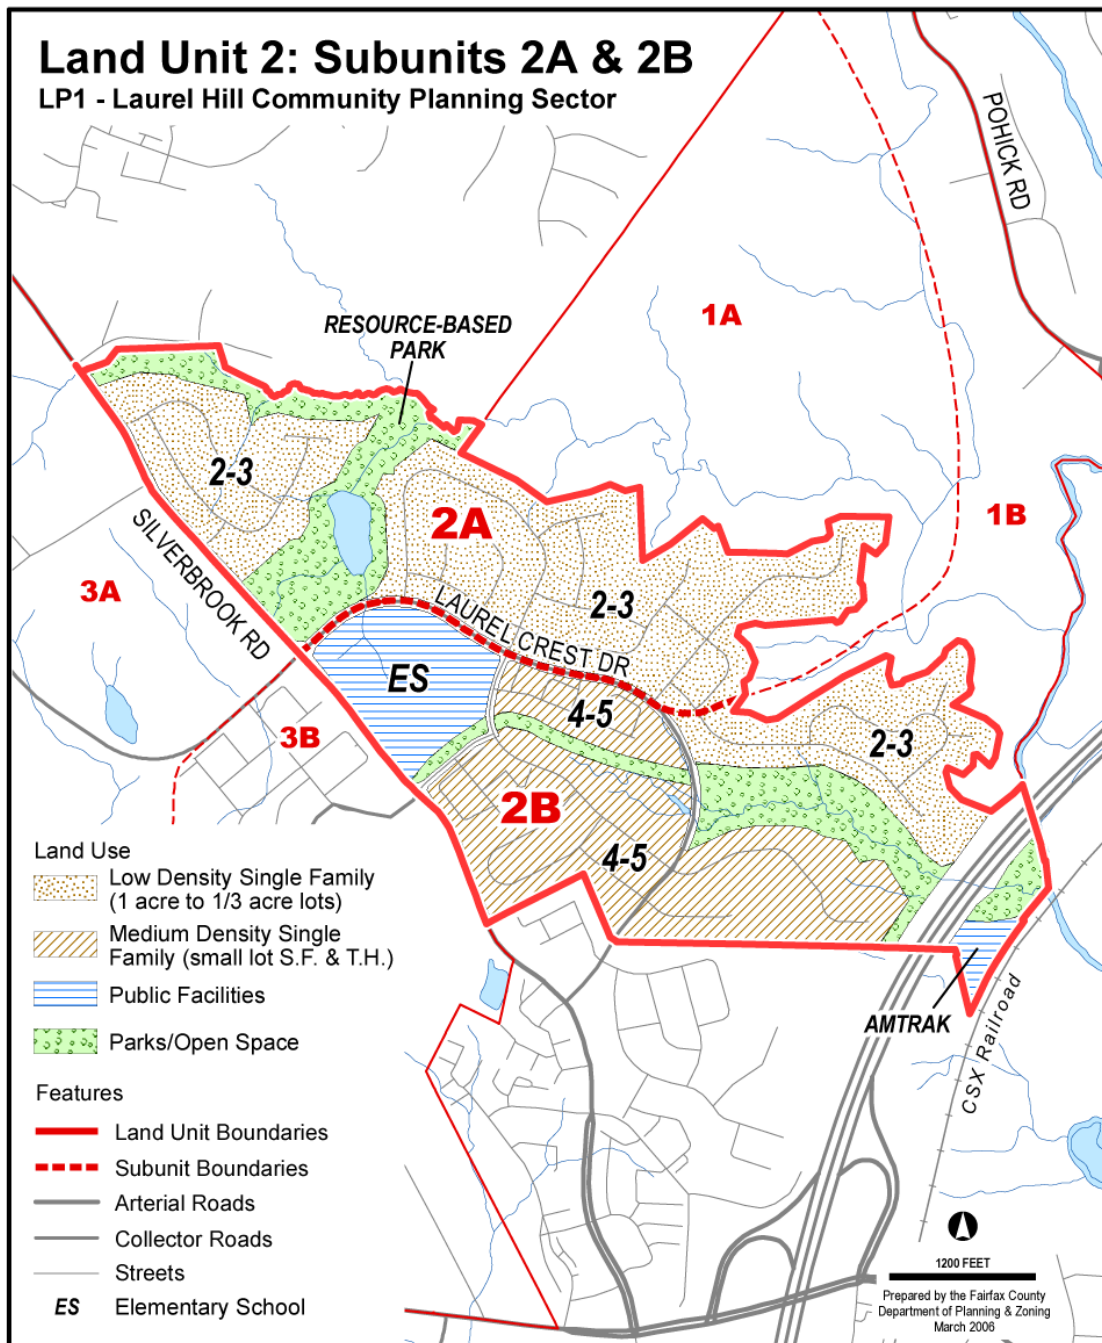 Land Unit 2: Subunits 2A & 2B
LP1 - Laurel Hill Community Planning Sector
POHICK RD
RESOURCE-BASED
PARK
1A
2-3
2A
1B
3A
SILVERBROOK RD
LAUREL CREST DR
2-3
ES
4-5
3B
2-3
2B
4-5
Land Use
Low Density Single Family
(1 acre to 1/3 acre lots)
Medium Density Single
Family (small lot S.F. & T.H.)
Public Facilities
Parks/Open Space
AMTRAK
CSX Railroad
Features
Land Unit Boundaries
Subunit Boundaries
Arterial Roads
Collector Roads
Streets
ES Elementary School
1200 FEET
Prepared by the Fairfax County
Department of Planning & Zoning
March 2006